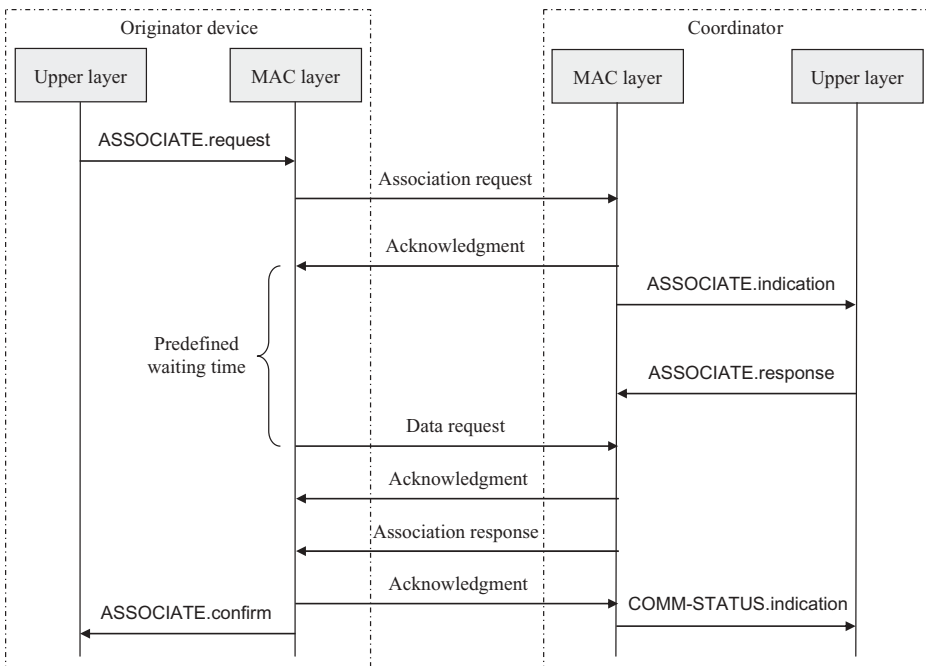 Originator device
Coordinator
Upper layer
MAC layer
MAC layer
Upper layer
ASSOCIATE.request
Association request
Acknowledgment
ASSOCIATE.indication
Predefined
waiting time
ASSOCIATE.response
Data request
Acknowledgment
Association response
Acknowledgment
COMM-STATUS.indication
ASSOCIATE.confirm